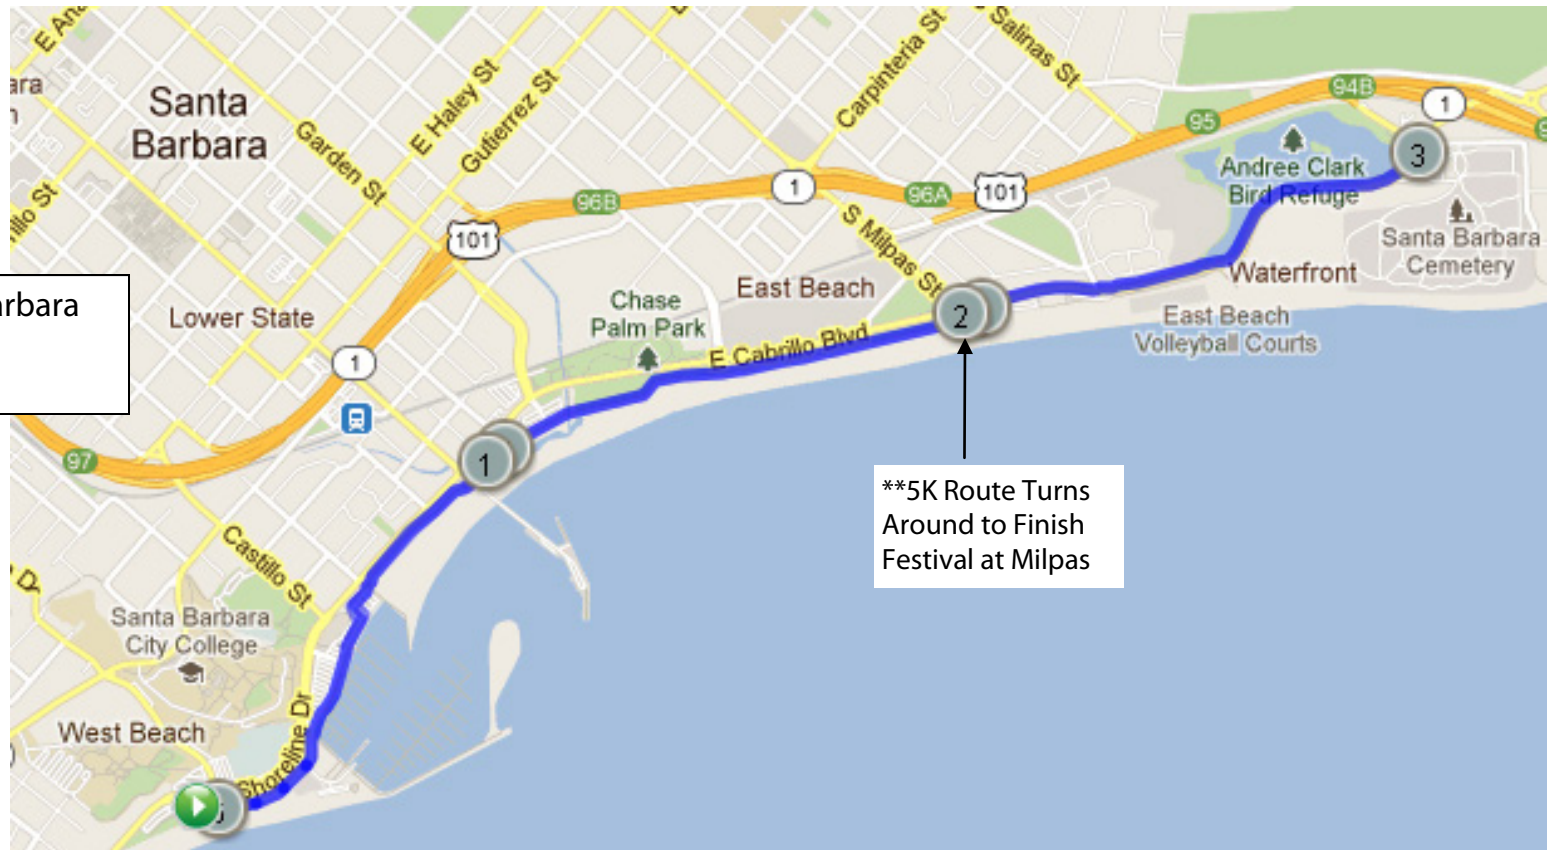 E Ana
Santa
Barbara
Garden St
E Haley St
Gutierrez St
Carpinteria St
Salinas St
94B
1
95
3
Andree Clark
Bird Refuge
96B
1
96A
101
101
S Milpas St
Santa Barbara
Cemetery
Waterfront
East Beach
Chase
Palm Park
2
East Beach
Volleyball Courts
Lower State
1
E Cabrillo Blvd
97
1
**5K Route Turns
Around to Finish
Festival at Milpas
Castillo St
Santa Barbara
City College
West Beach
Shoreline Dr